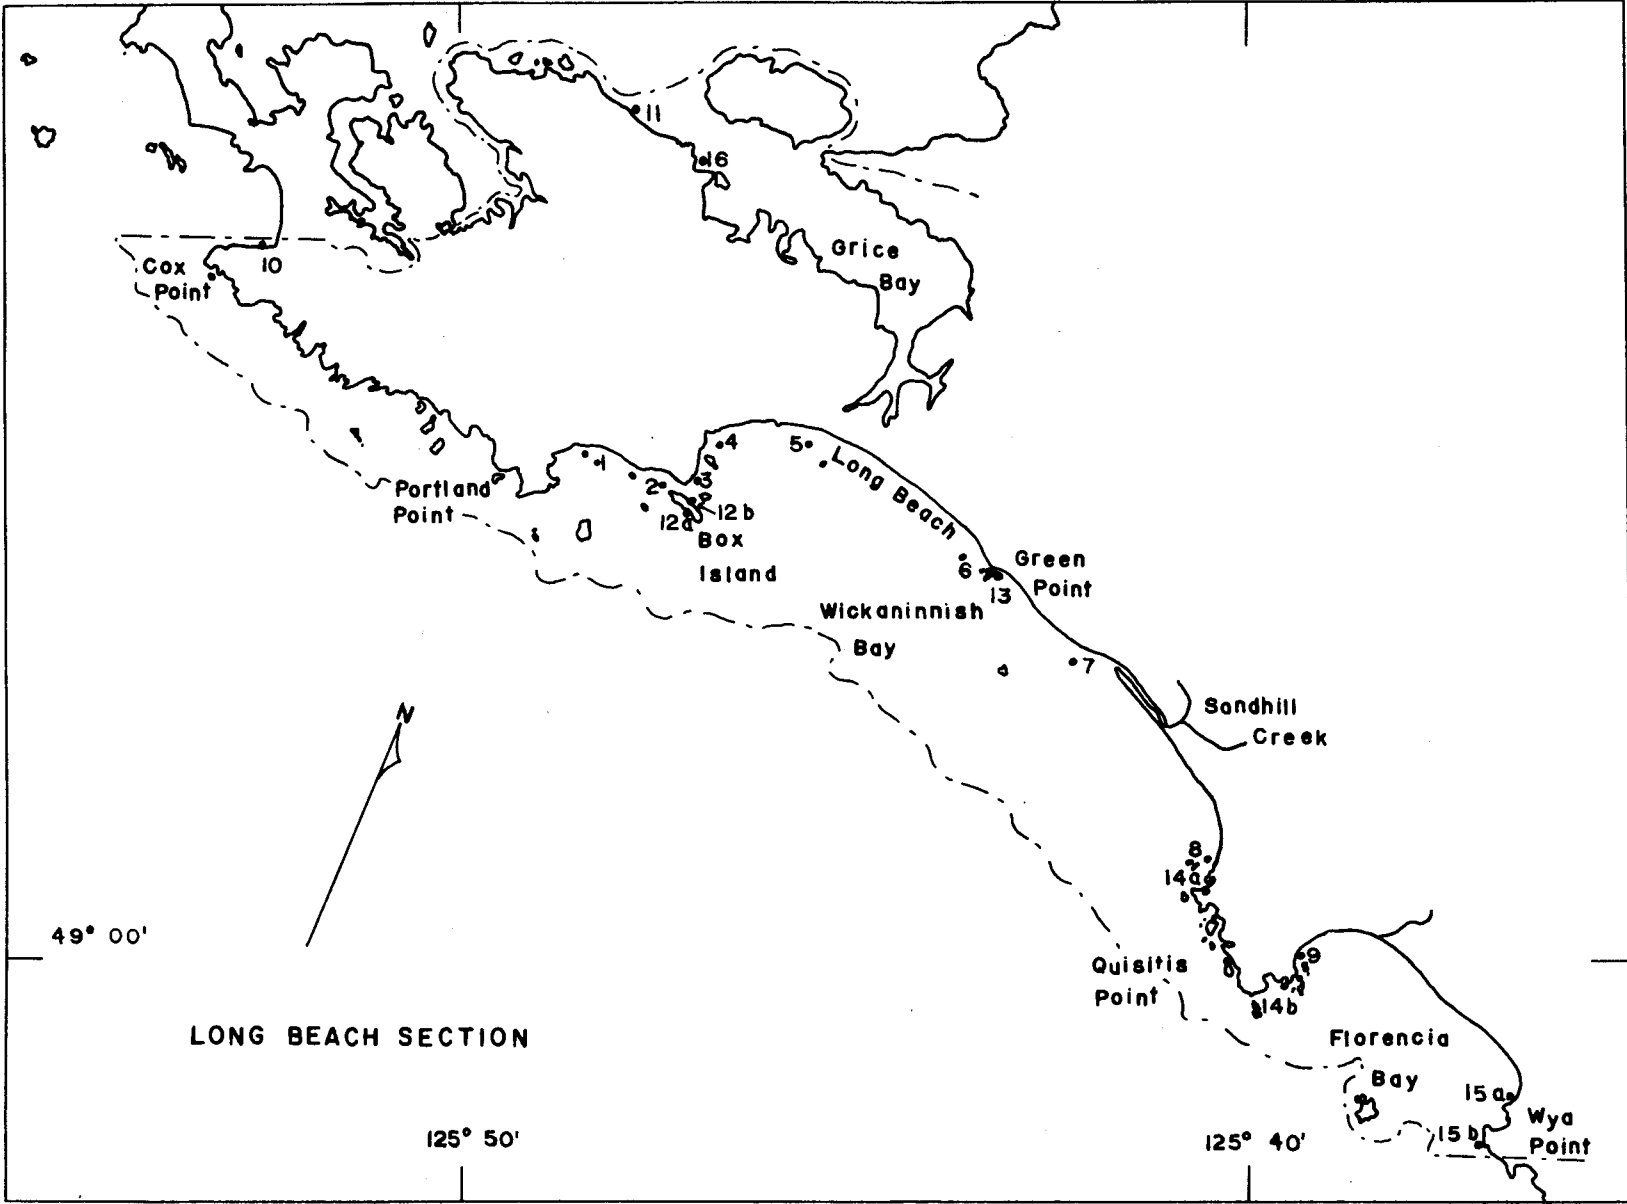 11
16
Grice
Bay
10
Cox
Point
4
5
1
Long Beach
2
3
Portland
Point
12a
12b
Box
Island
Green
Point
6
13
Wickaninnish
Bay
7
Sandhill
Creek
N
8
14a
49° 00'
9
Quisitis
Point
14b
LONG BEACH SECTION
Florencia
Bay
15a
Wya
Point
15b
125° 50'
125° 40'